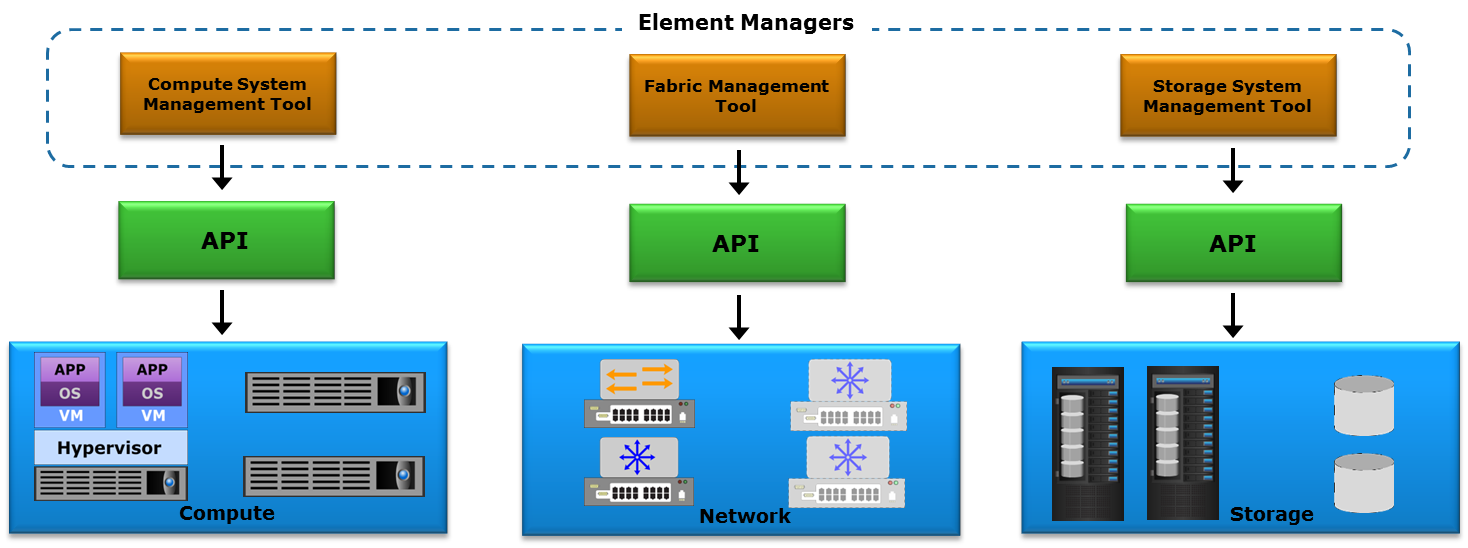 Element Managers
Compute System
Management Tool
Fabric Management
Tool
Storage System
Management Tool
API
API
API
APP
OS
VM
APP
OS
VM
Hypervisor
Compute
Network
Storage